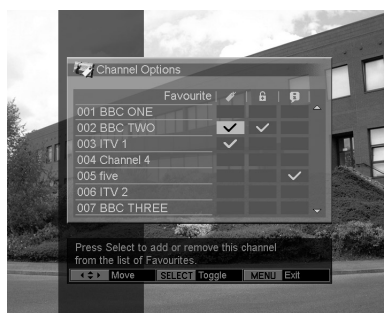 Channel Options
Favourite
001 BBC ONE
002 BBC TWO
003 ITV 1
004 Channel 4
005 five
006 ITV 2
007 BBC THREE
Press Select to add or remove this channel
from the list of Favourites.
Move SELECT Toggle MENU Exit